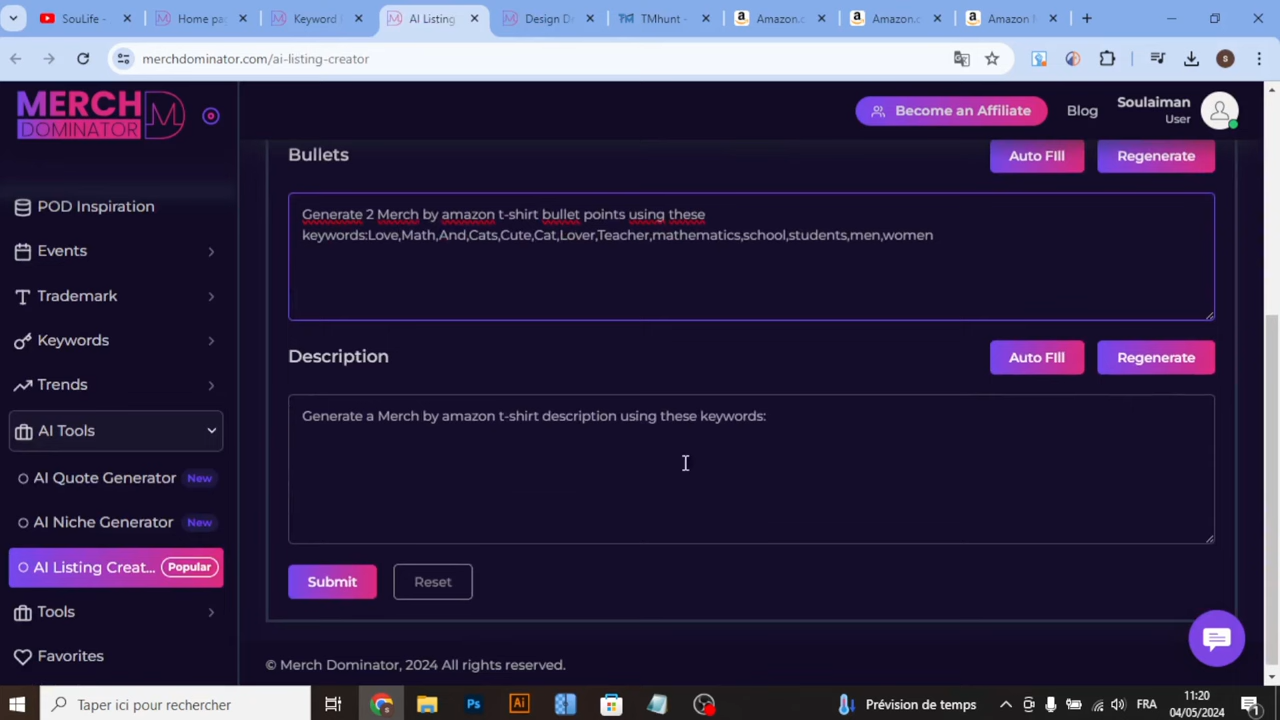 SouLife -
Home pa
Keyword
AI Listing
Design D
TMhunt -
Amazon.c
Amazon.c
Amazon
merchdominator.com/ai-listing-creator
S
MERCH
DOMINATOR
Become an Affiliate
Blog
Soulaiman
User
POD Inspiration
Events
Trademark
Keywords
Trends
AI Tools
AI Quote Generator New
AI Niche Generator New
AI Listing Creat... Popular
Tools
Favorites
Bullets
Auto FIll
Regenerate
Generate 2 Merch by amazon t-shirt bullet points using these
keywords:Love,Math,And,Cats,Cute,Cat,Lover,Teacher,mathematics,school,students,men,women
Description
Auto FIll
Regenerate
Generate a Merch by amazon t-shirt description using these keywords:
Submit
Reset
© Merch Dominator, 2024 All rights reserved.
Taper ici pour rechercher
Ps
Ai
Prévision de temps
FRA
11:20
04/05/2024
1